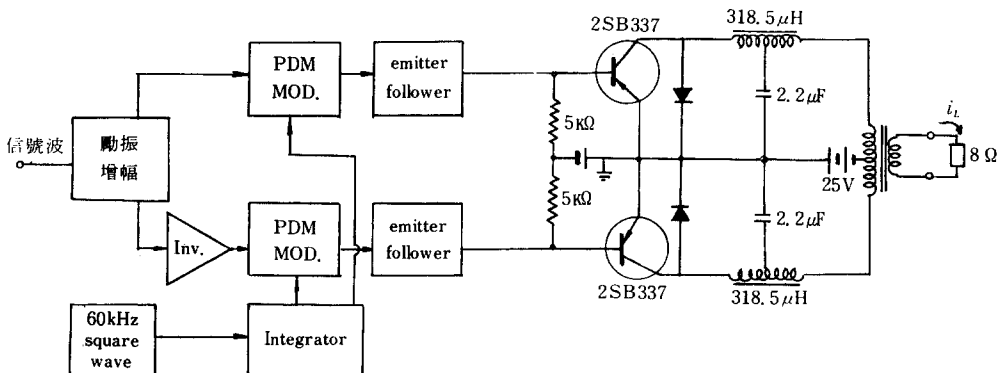 2SB337
318.5μH
PDM
MOD.
emitter
follower
2.2μF
5KΩ
信號波
勵振
增幅
i_L
8Ω
25V
5KΩ
2.2μF
Inv.
PDM
MOD.
emitter
follower
2SB337
318.5μH
60kHz
square
wave
Integrator